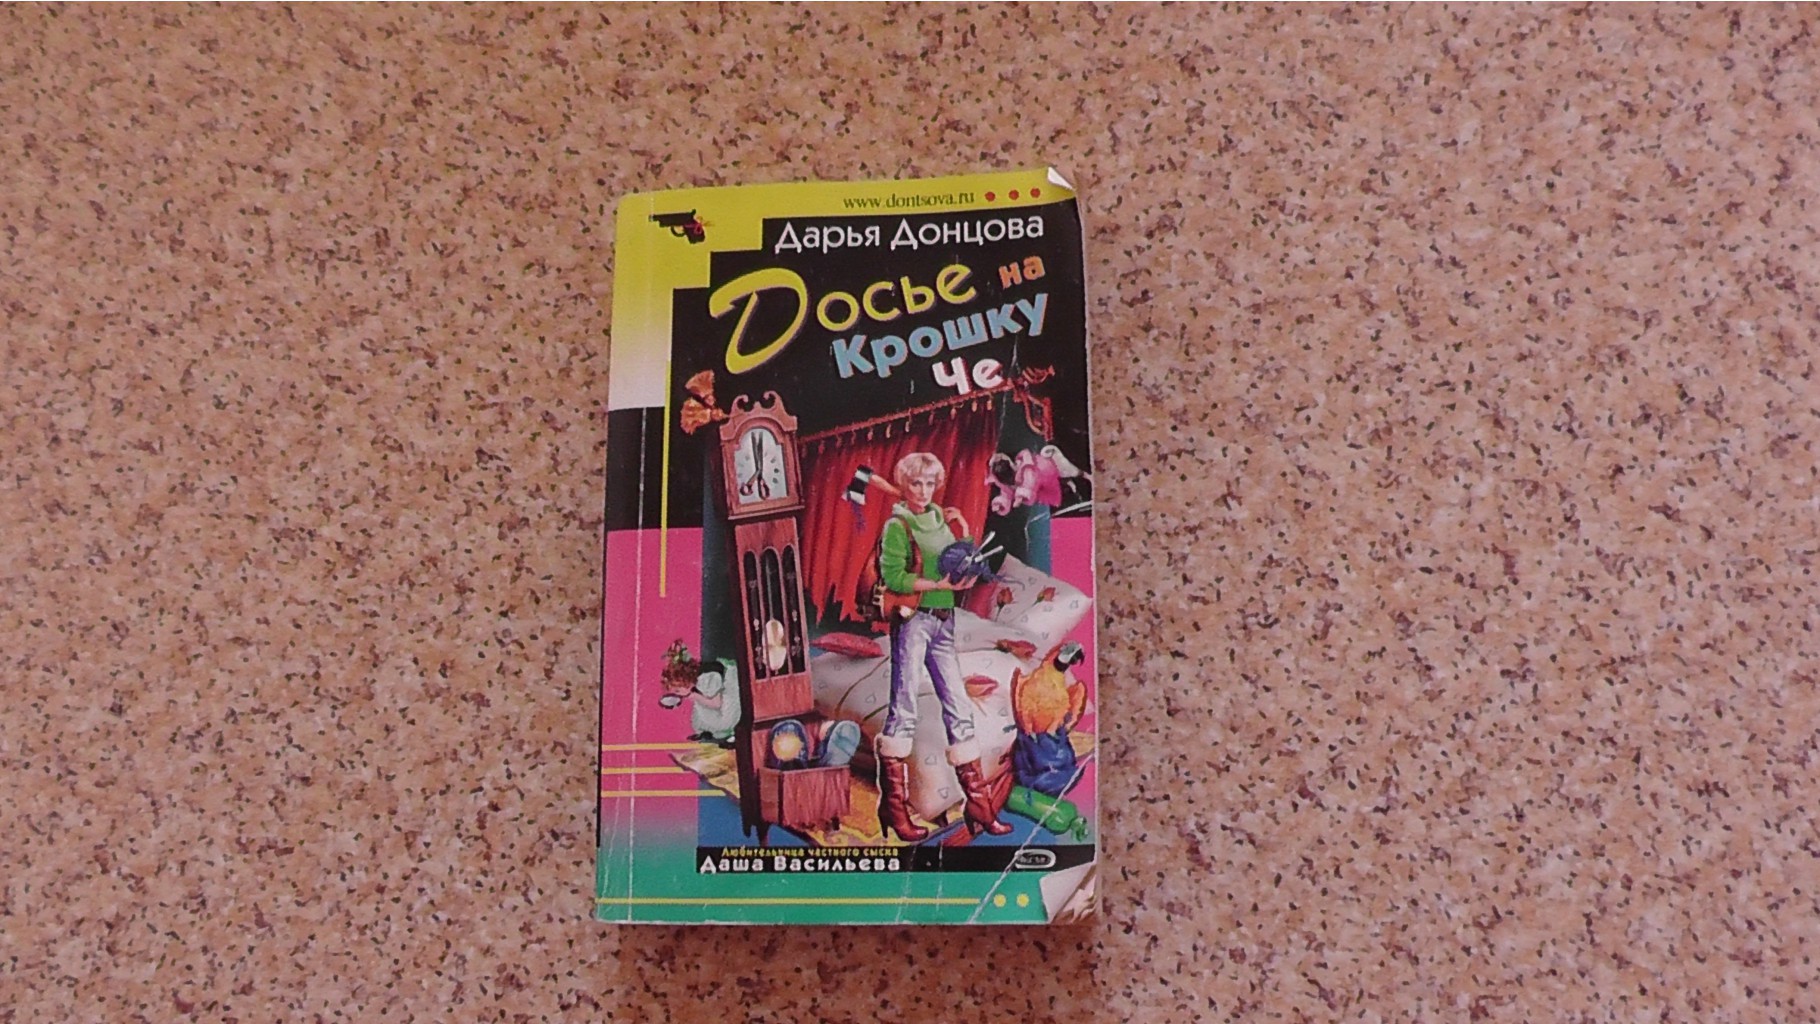 www.dontsova.ru
Дарья Донцова
Досье на
Крошку
Че
Любительница частного сыска
Даша Васильева